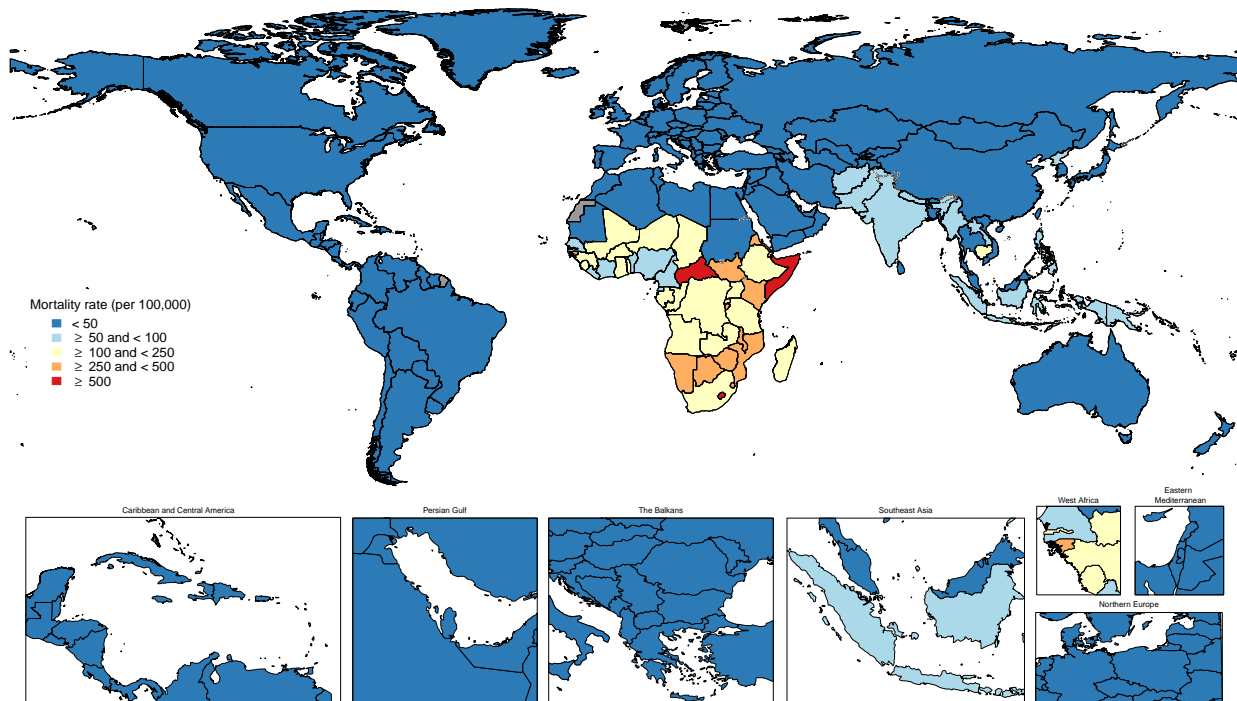 Mortality rate (per 100,000)
< 50
≥ 50 and < 100
≥ 100 and < 250
≥ 250 and < 500
≥ 500
Caribbean and Central America
Persian Gulf
The Balkans
Southeast Asia
West Africa
Eastern
Mediterranean
Northern Europe